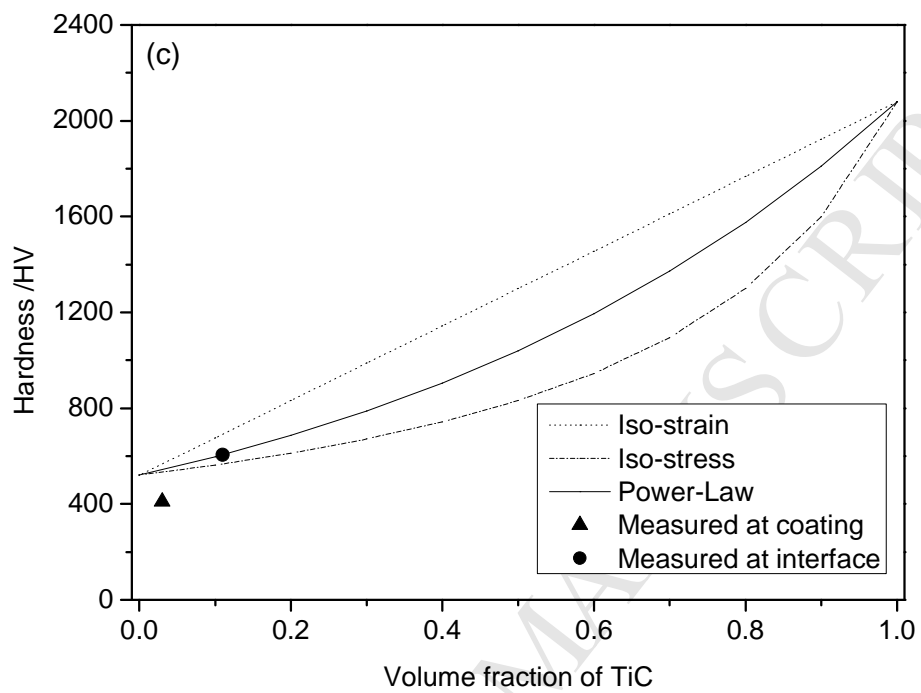 (c)
2400
2000
1600
1200
800
400
0
Hardness /HV
Iso-strain
Iso-stress
Power-Law
Measured at coating
Measured at interface
0.0 0.2 0.4 0.6 0.8 1.0
Volume fraction of TiC
MANUSCRIP